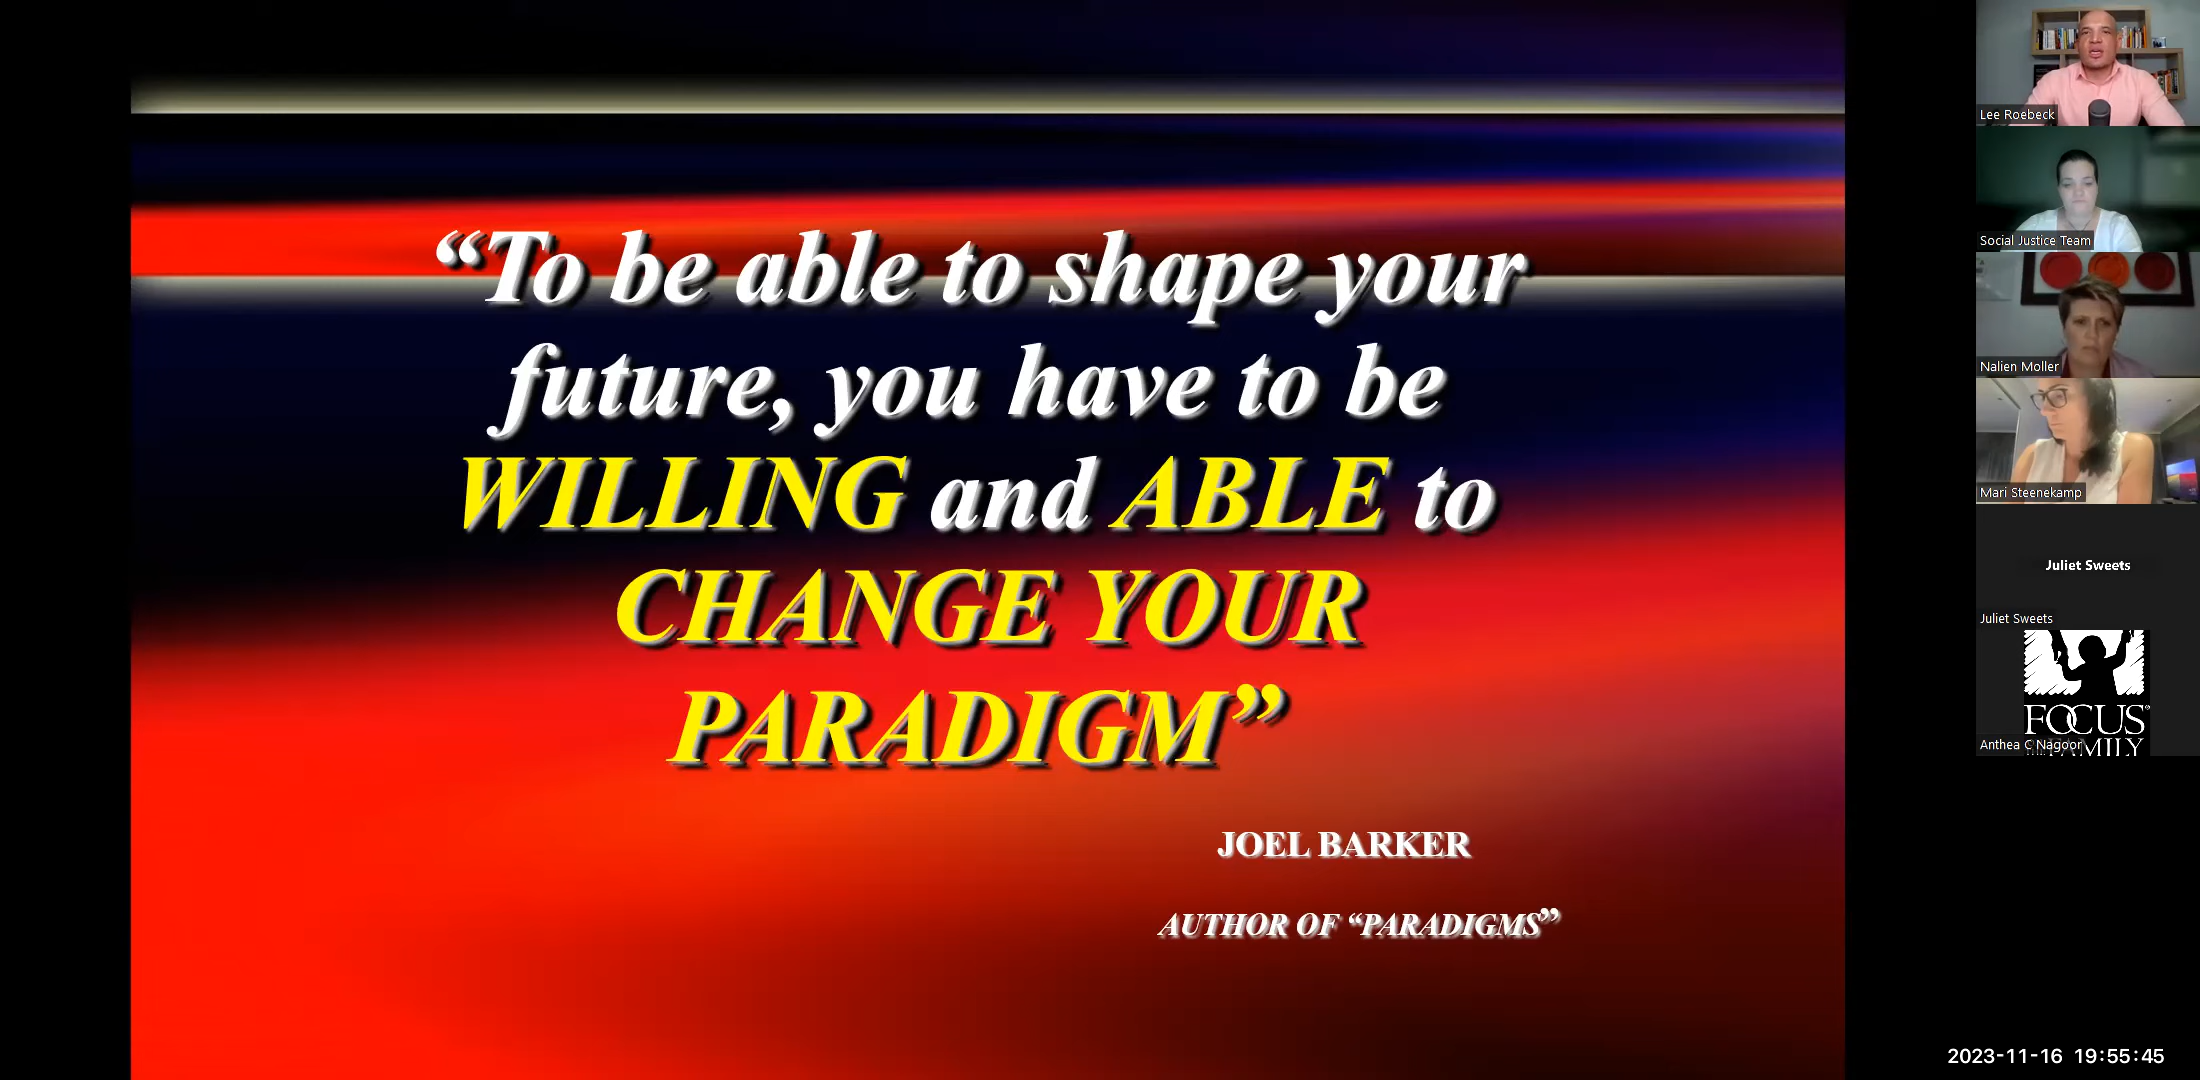 “To be able to shape your
future, you have to be
WILLING and ABLE to
CHANGE YOUR
PARADIGM”
JOEL BARKER
AUTHOR OF “PARADIGMS”
Lee Roebeck
Social Justice Team
Nalien Moller
Mari Steenekamp
Juliet Sweets
Juliet Sweets
FOCUS®
FAMILY
Anthea C Nagoor
2023-11-16 19:55:45